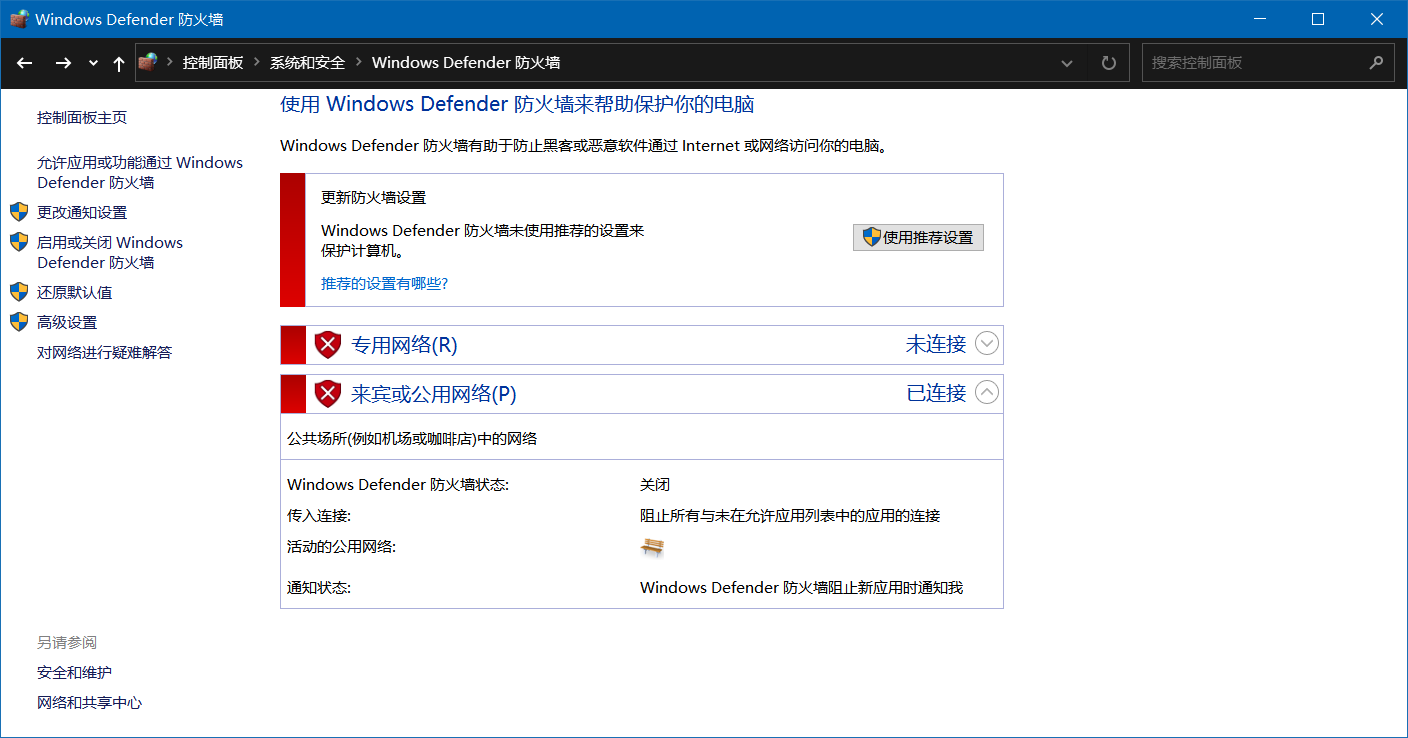 Windows Defender 防火墙
控制面板 系统和安全 Windows Defender 防火墙
搜索控制面板
控制面板主页
允许应用或功能通过 Windows
Defender 防火墙
更改通知设置
启用或关闭 Windows
Defender 防火墙
还原默认值
高级设置
对网络进行疑难解答
另请参阅
安全和维护
网络和共享中心
使用 Windows Defender 防火墙来帮助保护你的电脑
Windows Defender 防火墙有助于防止黑客或恶意软件通过 Internet 或网络访问你的电脑。
更新防火墙设置
Windows Defender 防火墙未使用推荐的设置来
保护计算机。
使用推荐设置
推荐的设置有哪些?
专用网络(R) 未连接
来宾或公用网络(P) 已连接
公共场所(例如机场或咖啡店)中的网络
Windows Defender 防火墙状态: 关闭
传入连接: 阻止所有与未在允许应用列表中的应用的连接
活动的公用网络:
通知状态: Windows Defender 防火墙阻止新应用时通知我